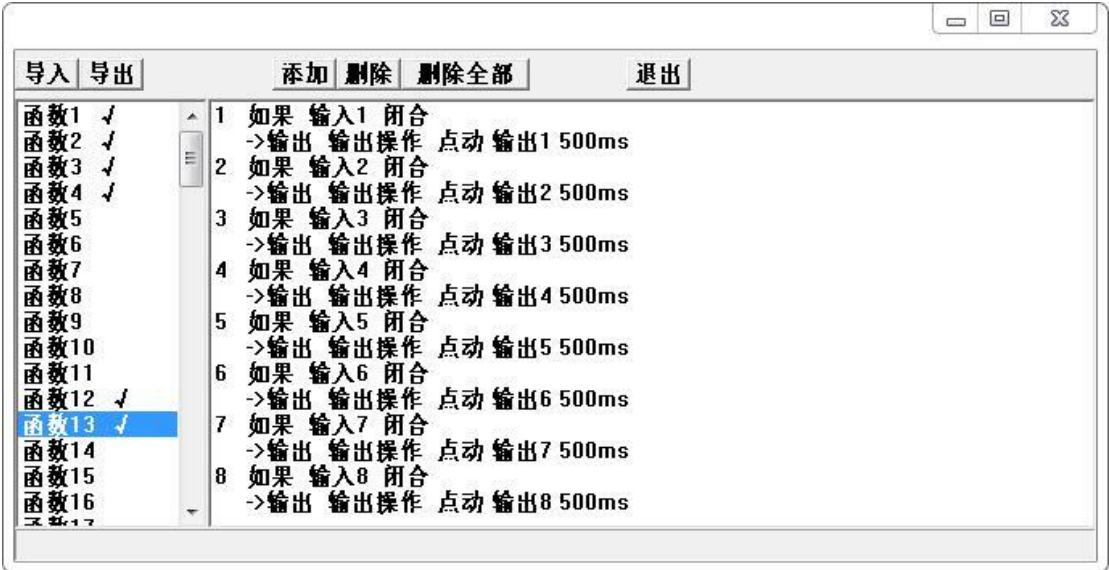 导入 导出 添加 删除 删除全部 退出
函数1 √
函数2 √
函数3 √
函数4 √
函数5
函数6
函数7
函数8
函数9
函数10
函数11
函数12 √
函数13 √
函数14
函数15
函数16
函数17
1 如果 输入1 闭合
->输出 输出操作 点动 输出1 500ms
2 如果 输入2 闭合
->输出 输出操作 点动 输出2 500ms
3 如果 输入3 闭合
->输出 输出操作 点动 输出3 500ms
4 如果 输入4 闭合
->输出 输出操作 点动 输出4 500ms
5 如果 输入5 闭合
->输出 输出操作 点动 输出5 500ms
6 如果 输入6 闭合
->输出 输出操作 点动 输出6 500ms
7 如果 输入7 闭合
->输出 输出操作 点动 输出7 500ms
8 如果 输入8 闭合
->输出 输出操作 点动 输出8 500ms